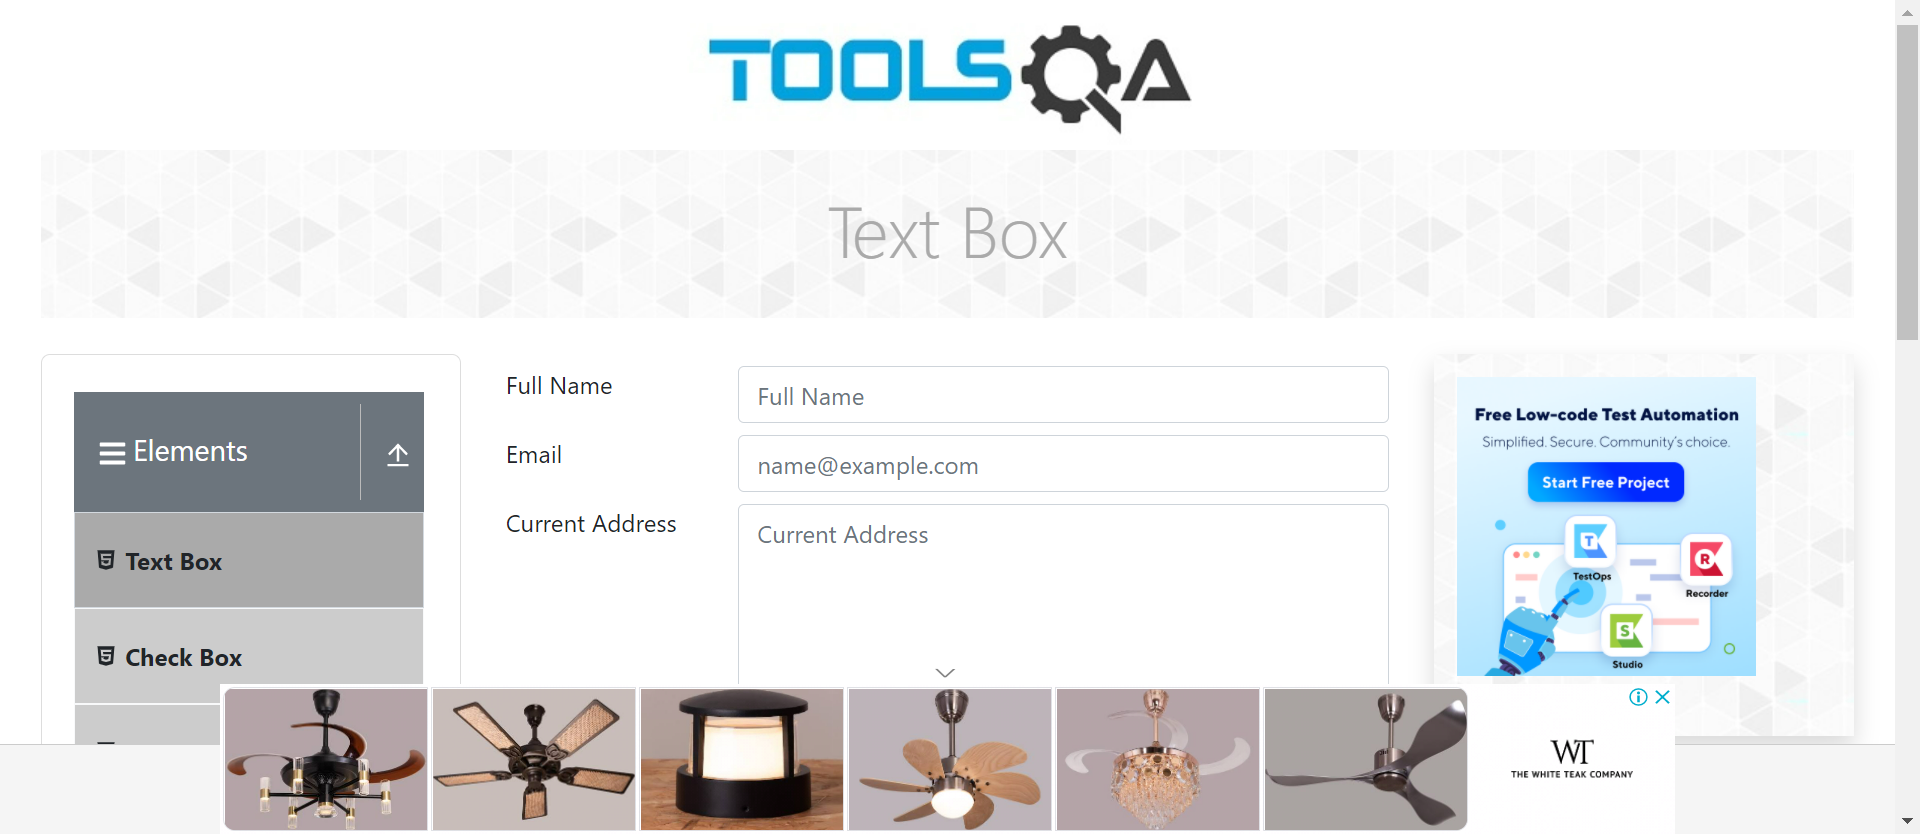 TOOLSQA
Text Box
Elements
Text Box
Check Box
Full Name
Full Name
Email
name@example.com
Current Address
Current Address
Free Low-code Test Automation
Simplified. Secure. Community's choice.
Start Free Project
TestOps
Recorder
Studio
WT
THE WHITE TEAK COMPANY